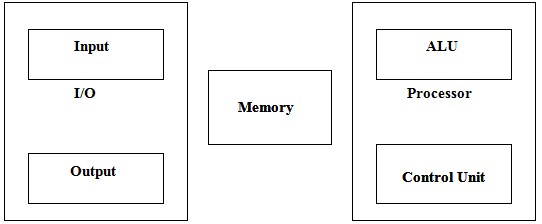 Input
I/O
Output
Memory
ALU
Processor
Control Unit